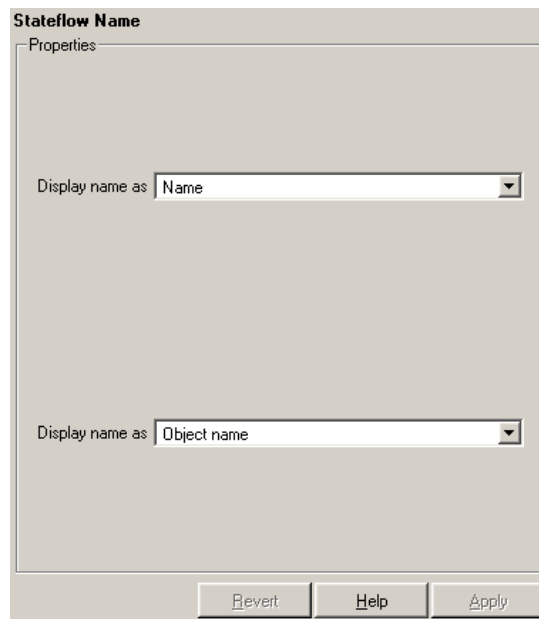 Stateflow Name
Properties
Display name as Name
Display name as Object name
Revert Help Apply